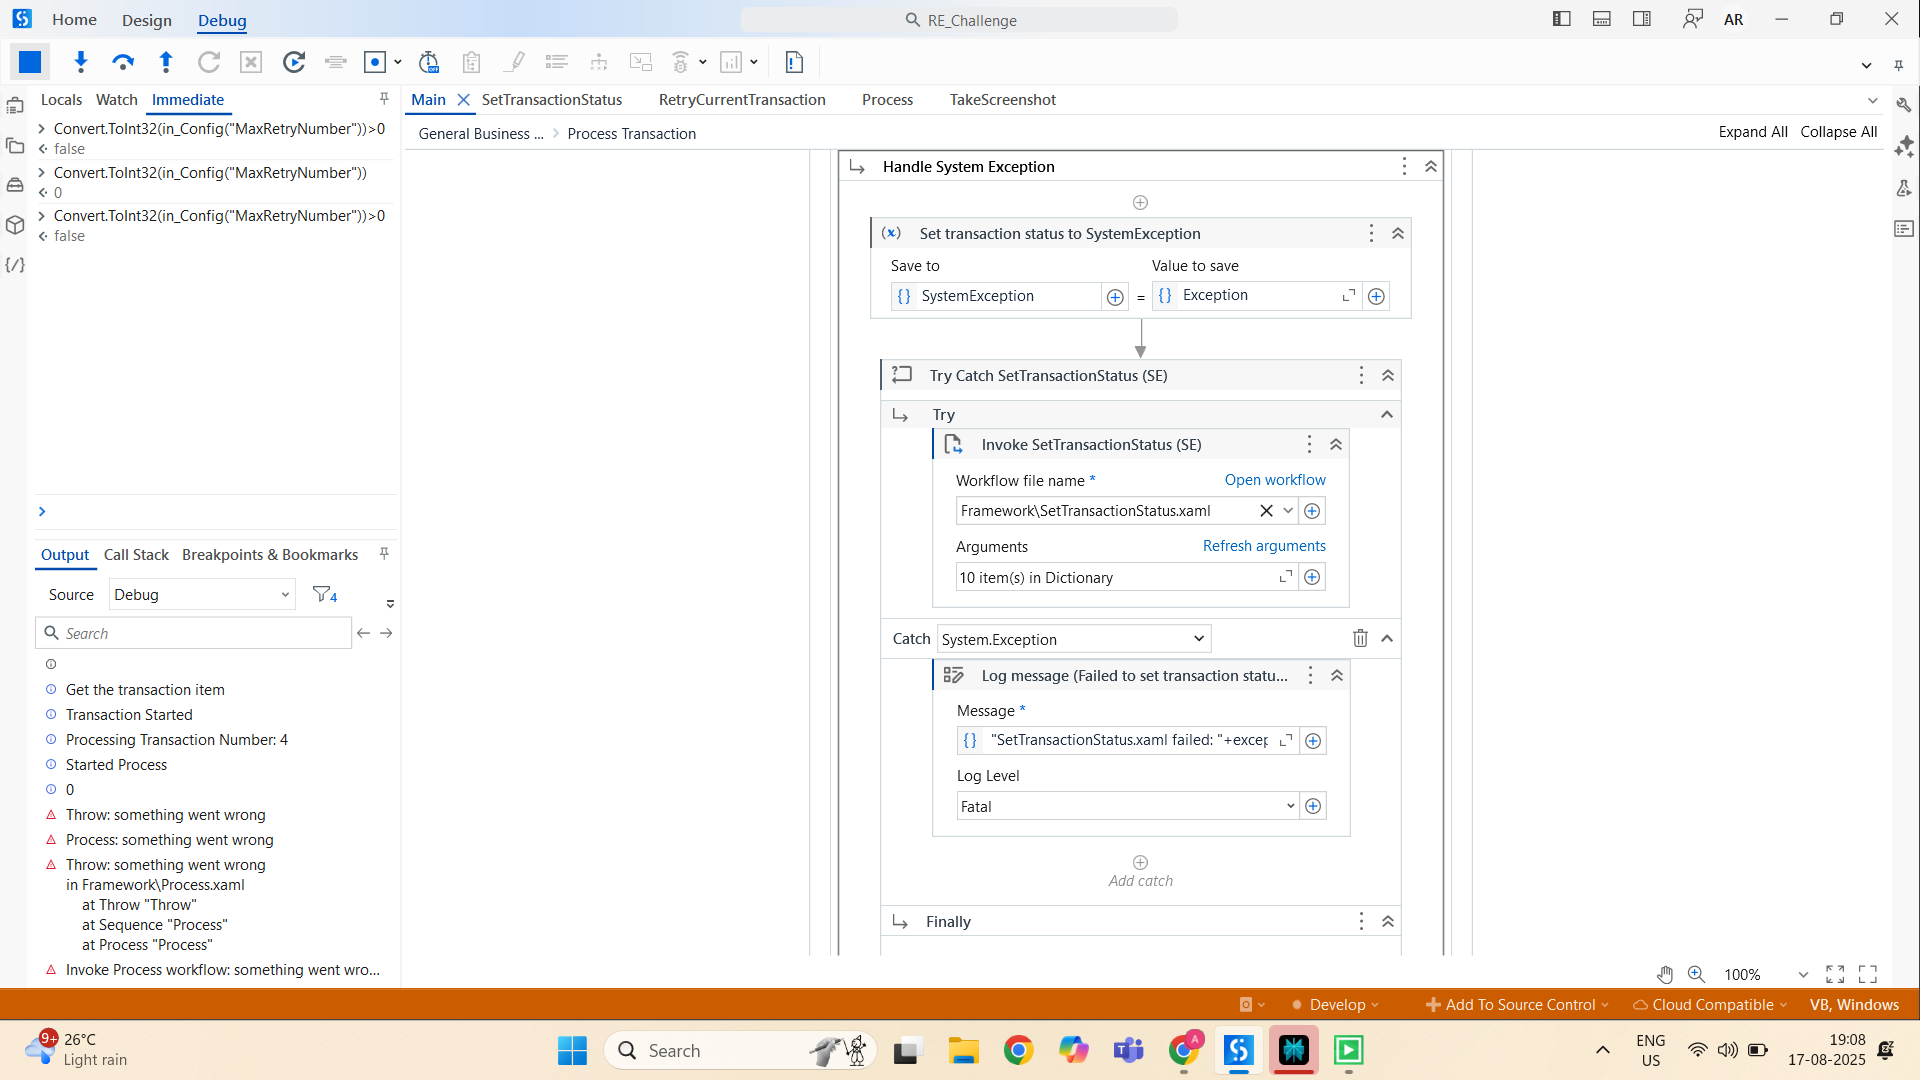 Home
Design
Debug
RE_Challenge
AR
OFF
Locals
Watch
Immediate
Convert.ToInt32(in_Config("MaxRetryNumber"))>0
false
Convert.ToInt32(in_Config("MaxRetryNumber"))
0
Convert.ToInt32(in_Config("MaxRetryNumber"))>0
false
Output
Call Stack
Breakpoints & Bookmarks
Source
Debug
4
Search
Get the transaction item
Transaction Started
Processing Transaction Number: 4
Started Process
0
Throw: something went wrong
Process: something went wrong
Throw: something went wrong
in Framework\Process.xaml
at Throw "Throw"
at Sequence "Process"
at Process "Process"
Invoke Process workflow: something went wro...
Main
SetTransactionStatus
RetryCurrentTransaction
Process
TakeScreenshot
General Business ... > Process Transaction
Expand All
Collapse All
Handle System Exception
Set transaction status to SystemException
Save to
Value to save
SystemException
=
Exception
Try Catch SetTransactionStatus (SE)
Try
Invoke SetTransactionStatus (SE)
Workflow file name *
Open workflow
Framework\SetTransactionStatus.xaml
Arguments
Refresh arguments
10 item(s) in Dictionary
Catch
System.Exception
Log message (Failed to set transaction statu...
Message *
"SetTransactionStatus.xaml failed: "+excep
Log Level
Fatal
Add catch
Finally
100%
Develop
Add To Source Control
Cloud Compatible
VB, Windows
9+
26°C
Light rain
Search
A
ENG
US
19:08
17-08-2025